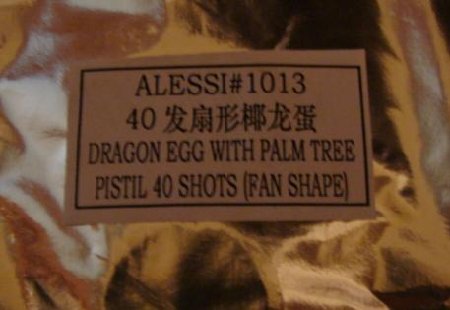 ALESSI#1013
40 发扇形椰龙蛋
DRAGON EGG WITH PALM TREE
PISTIL 40 SHOTS (FAN SHAPE)